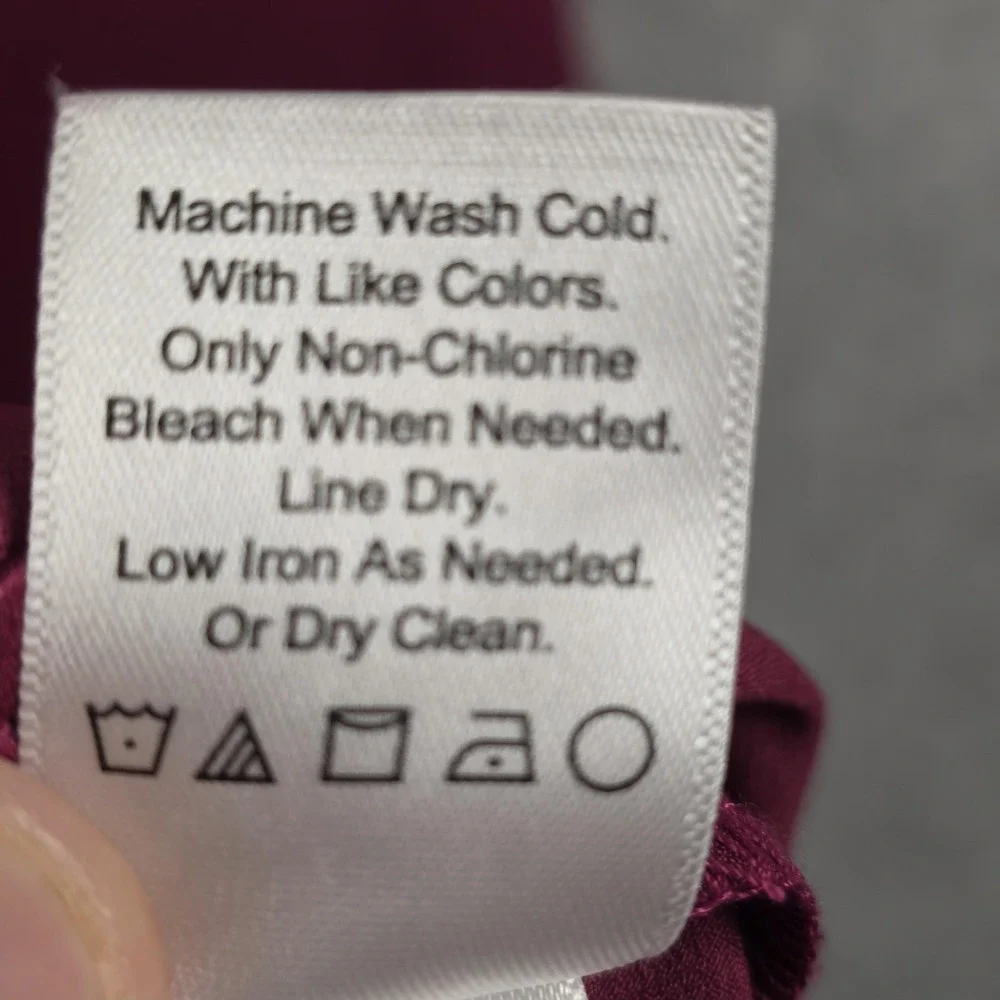 Machine Wash Cold.
With Like Colors.
Only Non-Chlorine
Bleach When Needed.
Line Dry.
Low Iron As Needed.
Or Dry Clean.